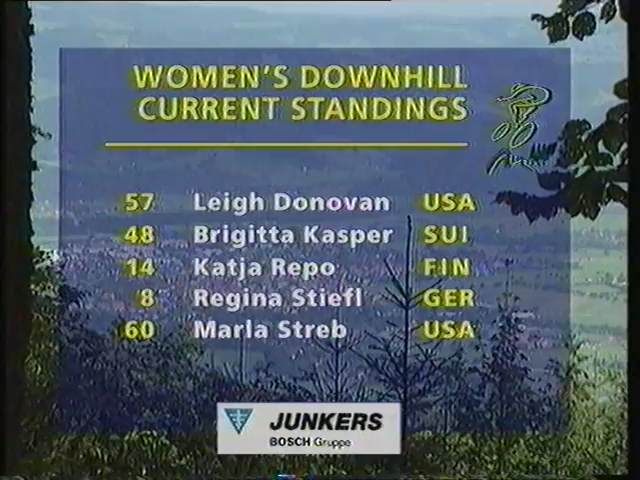 WOMEN'S DOWNHILL
CURRENT STANDINGS
57 Leigh Donovan USA
48 Brigitta Kasper SUI
14 Katja Repo FIN
8 Regina Stiefl GER
60 Marla Streb USA
JUNKERS
BOSCH Gruppe